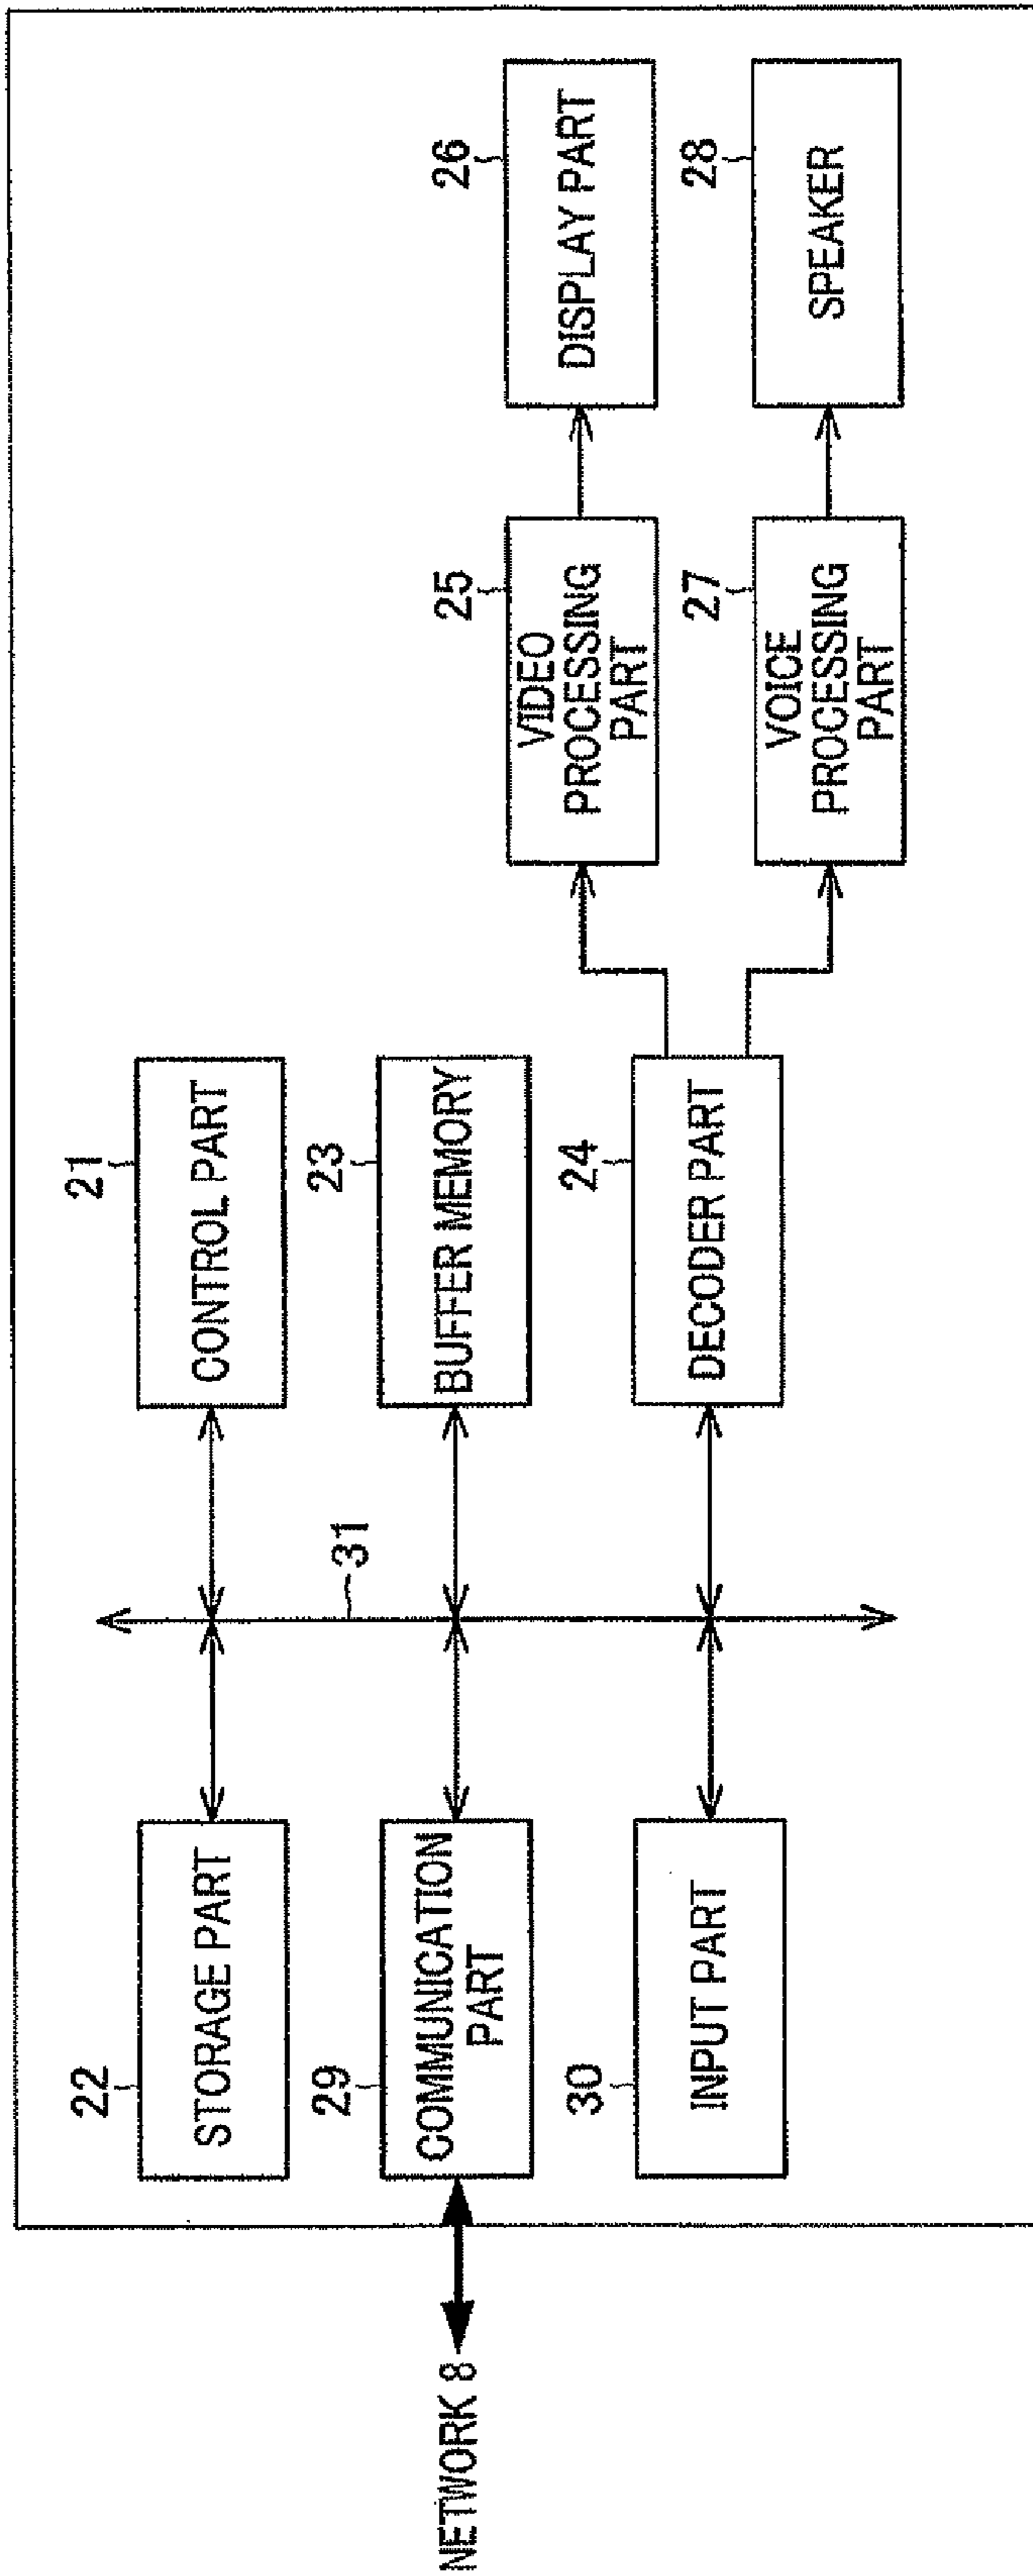 22
STORAGE PART
21
CONTROL PART
31
NETWORK 8
29
COMMUNICATION
PART
23
BUFFER MEMORY
30
INPUT PART
24
DECODER PART
25
VIDEO
PROCESSING
PART
26
DISPLAY PART
27
VOICE
PROCESSING
PART
28
SPEAKER